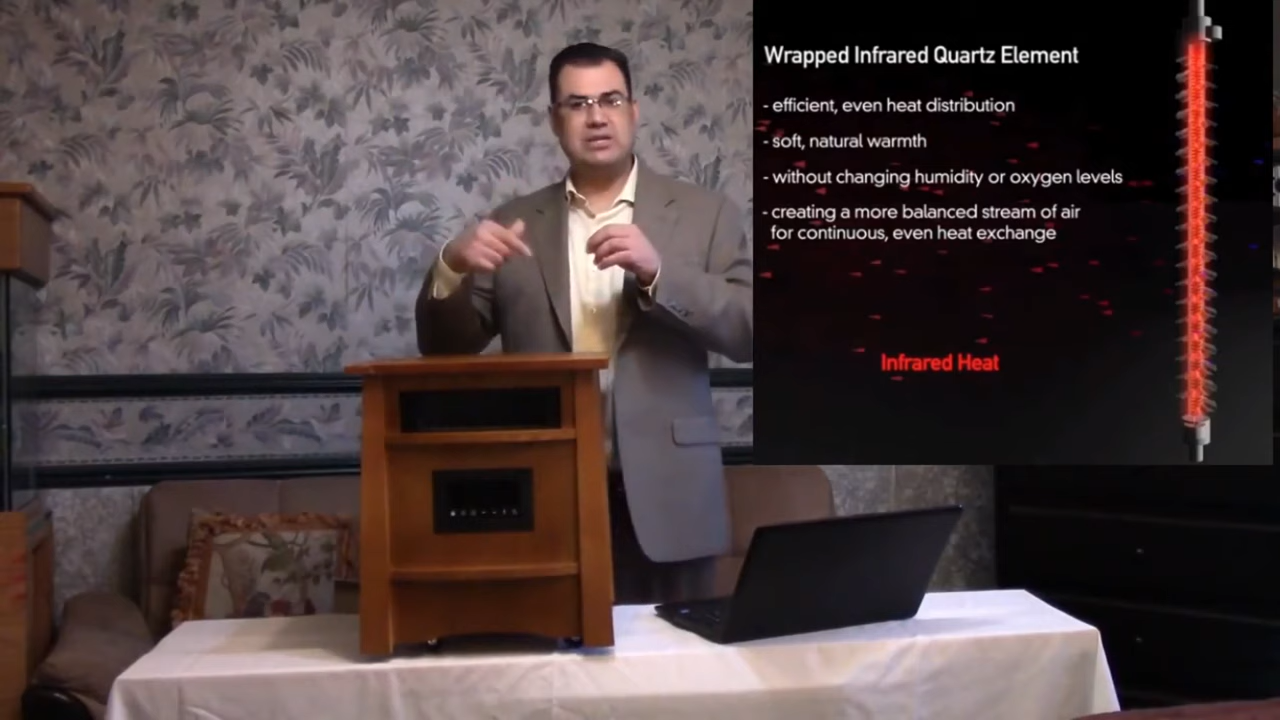 Wrapped Infrared Quartz Element
- efficient, even heat distribution
- soft, natural warmth
- without changing humidity or oxygen levels
- creating a more balanced stream of air
for continuous, even heat exchange
Infrared Heat